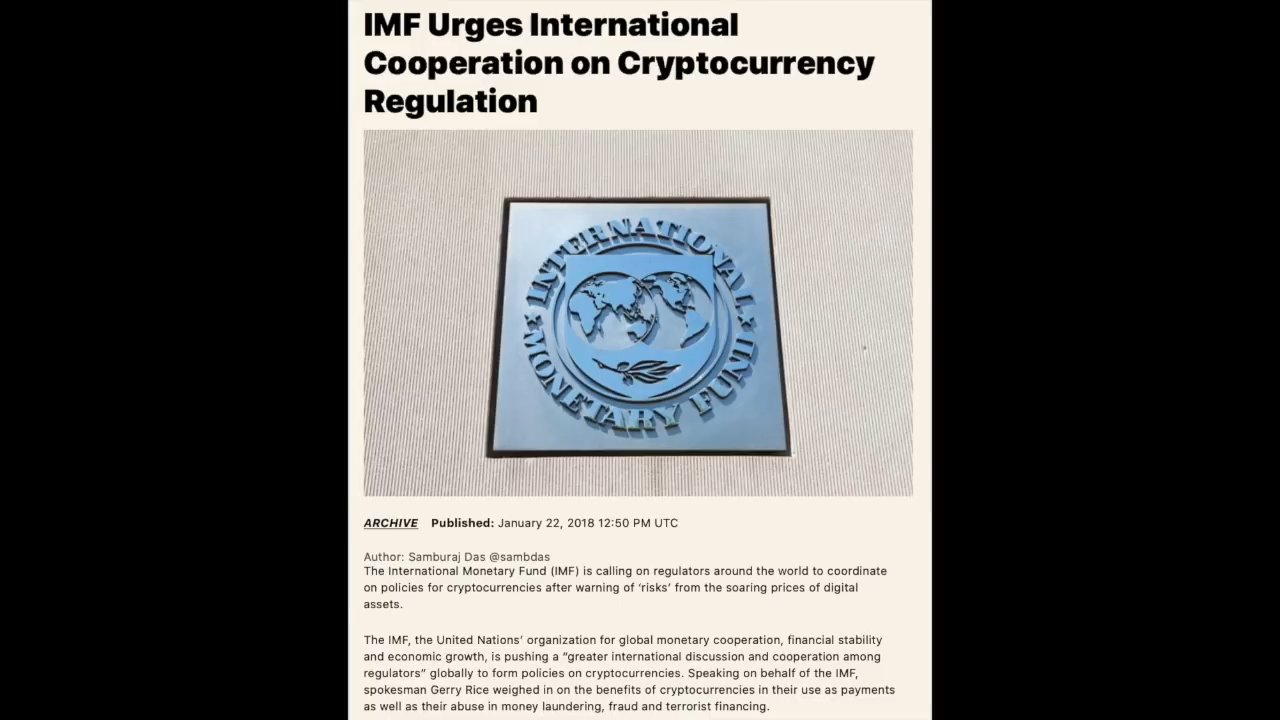 IMF Urges International
Cooperation on Cryptocurrency
Regulation
INTERNATIONAL
MONETARY FUND
ARCHIVE Published: January 22, 2018 12:50 PM UTC
Author: Samburaj Das @sambdas
The International Monetary Fund (IMF) is calling on regulators around the world to coordinate
on policies for cryptocurrencies after warning of ‘risks’ from the soaring prices of digital
assets.
The IMF, the United Nations’ organization for global monetary cooperation, financial stability
and economic growth, is pushing a “greater international discussion and cooperation among
regulators” globally to form policies on cryptocurrencies. Speaking on behalf of the IMF,
spokesman Gerry Rice weighed in on the benefits of cryptocurrencies in their use as payments
as well as their abuse in money laundering, fraud and terrorist financing.